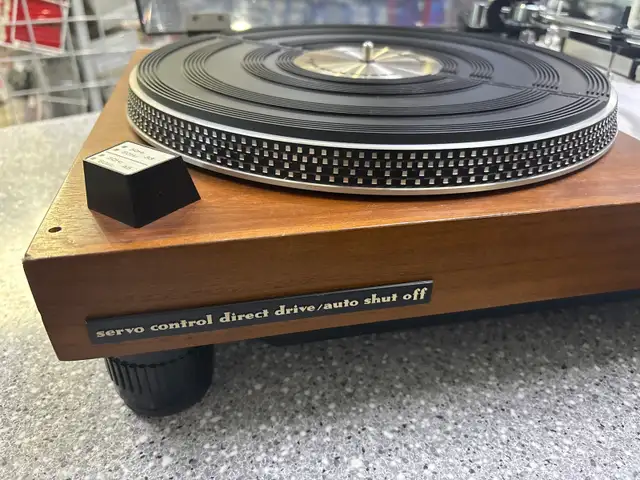 servo control direct drive/auto shut off